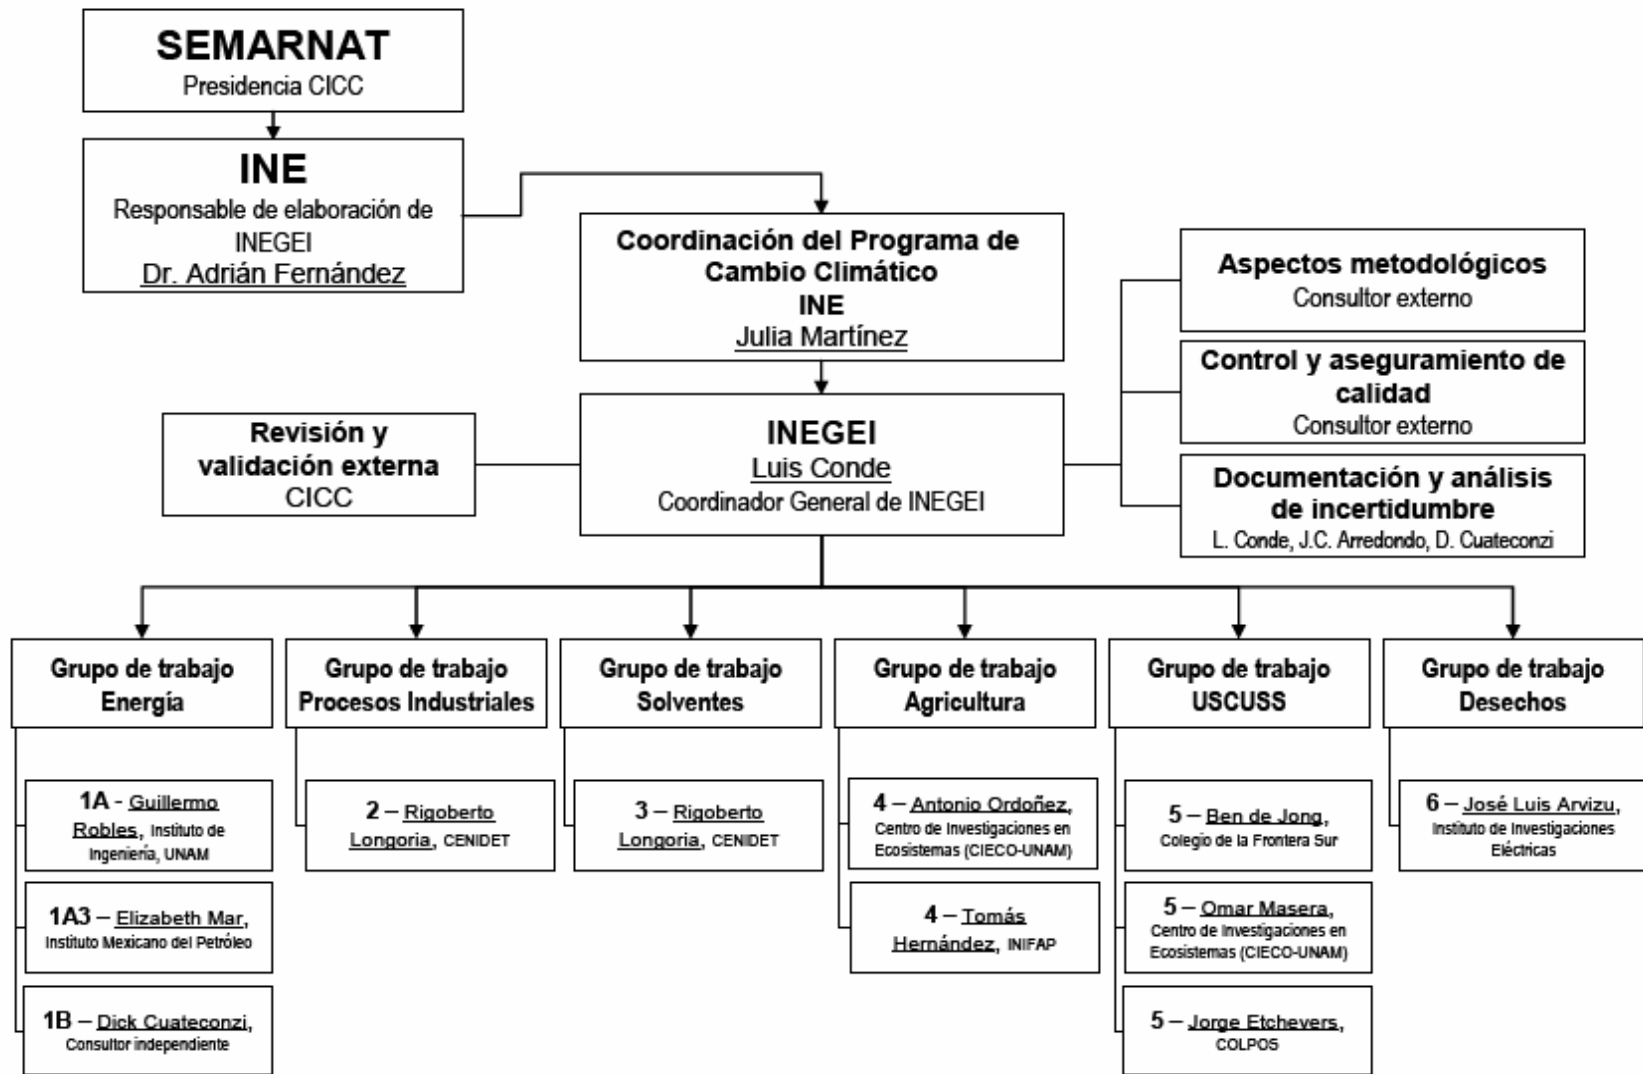 SEMARNAT
Presidencia CICC
INE
Responsable de elaboración de
INEGEI
Dr. Adrián Fernández
Coordinación del Programa de
Cambio Climático
INE
Julia Martínez
Aspectos metodológicos
Consultor externo
Control y aseguramiento de
calidad
Consultor externo
Revisión y
validación externa
CICC
INEGEI
Luis Conde
Coordinador General de INEGEI
Documentación y análisis
de incertidumbre
L. Conde, J.C. Arredondo, D. Cuateconzi
Grupo de trabajo
Energía
Grupo de trabajo
Procesos Industriales
Grupo de trabajo
Solventes
Grupo de trabajo
Agricultura
Grupo de trabajo
USCUSS
Grupo de trabajo
Desechos
1A - Guillermo
Robles, Instituto de
Ingeniería, UNAM
1A3 – Elizabeth Mar,
Instituto Mexicano del Petróleo
1B – Dick Cuateconzi,
Consultor independiente
2 – Rigoberto
Longoria, CENIDET
3 – Rigoberto
Longoria, CENIDET
4 – Antonio Ordoñez,
Centro de Investigaciones en
Ecosistemas (CIECO-UNAM)
4 – Tomás
Hernández, INIFAP
5 – Ben de Jong,
Colegio de la Frontera Sur
5 – Omar Masera,
Centro de Investigaciones en
Ecosistemas (CIECO-UNAM)
5 – Jorge Etchevers,
COLPOS
6 – José Luis Arvizu,
Instituto de Investigaciones
Eléctricas